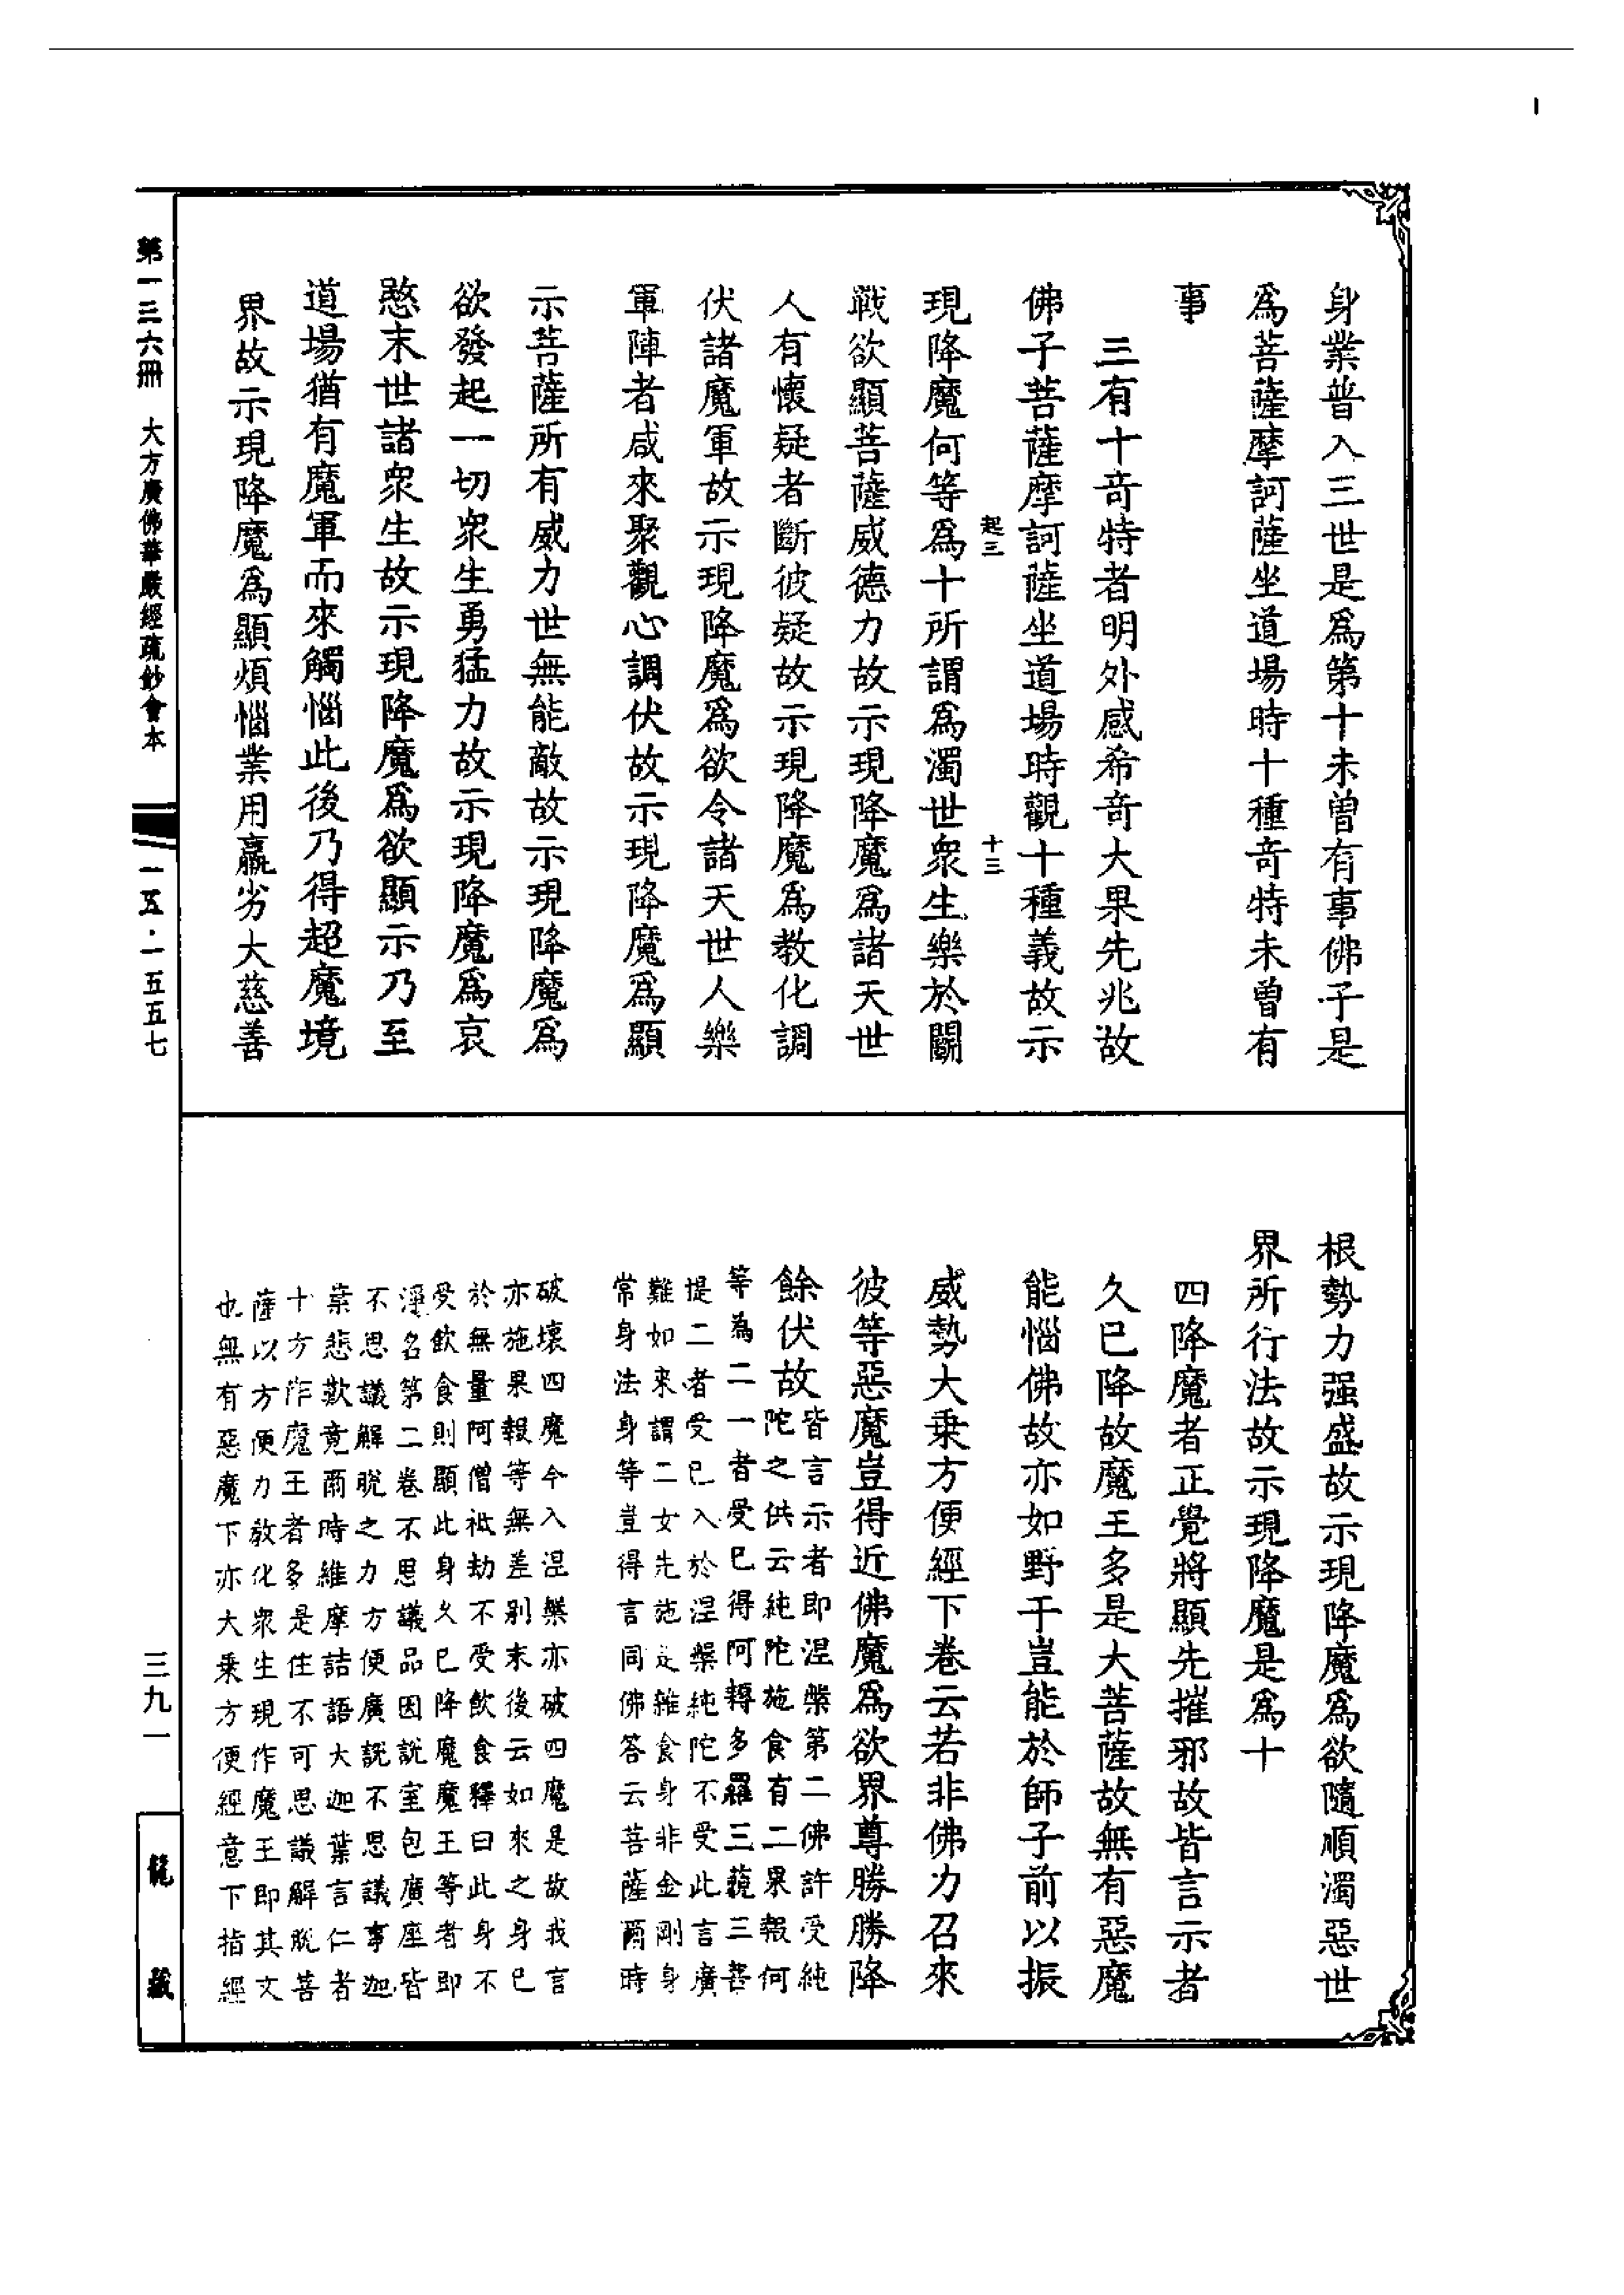 身業普入三世是爲第十未曾有事佛子是
爲菩薩摩訶薩坐道場時十種奇特未曾有
事
三有十奇特者明外感希奇大果先兆故
佛子菩薩摩訶薩坐道場時觀十種義故示
起三
十三
現降魔何等爲十所謂爲濁世衆生樂於鬭
戰欲顯菩薩威德力故示現降魔爲諸天世
人有懷疑者斷彼疑故示現降魔爲教化調
伏諸魔軍故示現降魔爲欲令諸天世人樂
軍陣者咸來聚觀心調伏故示現降魔爲顯
示菩薩所有威力世無能敵故示現降魔爲
欲發起一切衆生勇猛力故示現降魔爲哀
愍末世諸衆生故示現降魔爲欲顯示乃至
道場猶有魔軍而來觸惱此後乃得超魔境
界故示現降魔爲顯煩惱業用羸劣大慈善
根勢力强盛故示現降魔爲欲隨順濁惡世
界所行法故示現降魔是爲十
四降魔者正覺將顯先摧邪故皆言示者
久已降故魔王多是大菩薩故無有惡魔
能惱佛故亦如野干豈能於師子前以振
威勢大乗方便經下卷云若非佛力召來
彼等惡魔豈得近佛魔爲欲界尊勝勝降
餘伏故
皆言示者即涅槃第二佛許受純
陀之供云純陀施食有二果報何
等為二一者受已得阿耨多羅三藐三菩
提二者受已入於涅槃純陀不受此言廣
難如來謂二女先施是雜食身非金剛身
常身法身等豈得言同佛答云菩薩爾時
破壞四魔今入涅槃亦破四魔是故我言
亦施果報等無差别末後云如來之身已
於無量阿僧祗劫不受飲食釋曰此身不
受飲食則顯此身久已降魔魔王等者即
淨名第二卷不思議品因說室包廣座皆
不思議解脫之力方便廣說不思議事迦
葉悲歎竟爾時維摩詰語大迦葉言仁者
十方作魔王者多是住不可思議解脫菩
薩以方便力教化衆生現作魔王即其文
也無有惡魔下亦大乗方便經意下指經
第一三六冊　大方廣佛華嚴經疏鈔會本
一五·一五五七
三九一
龍藏